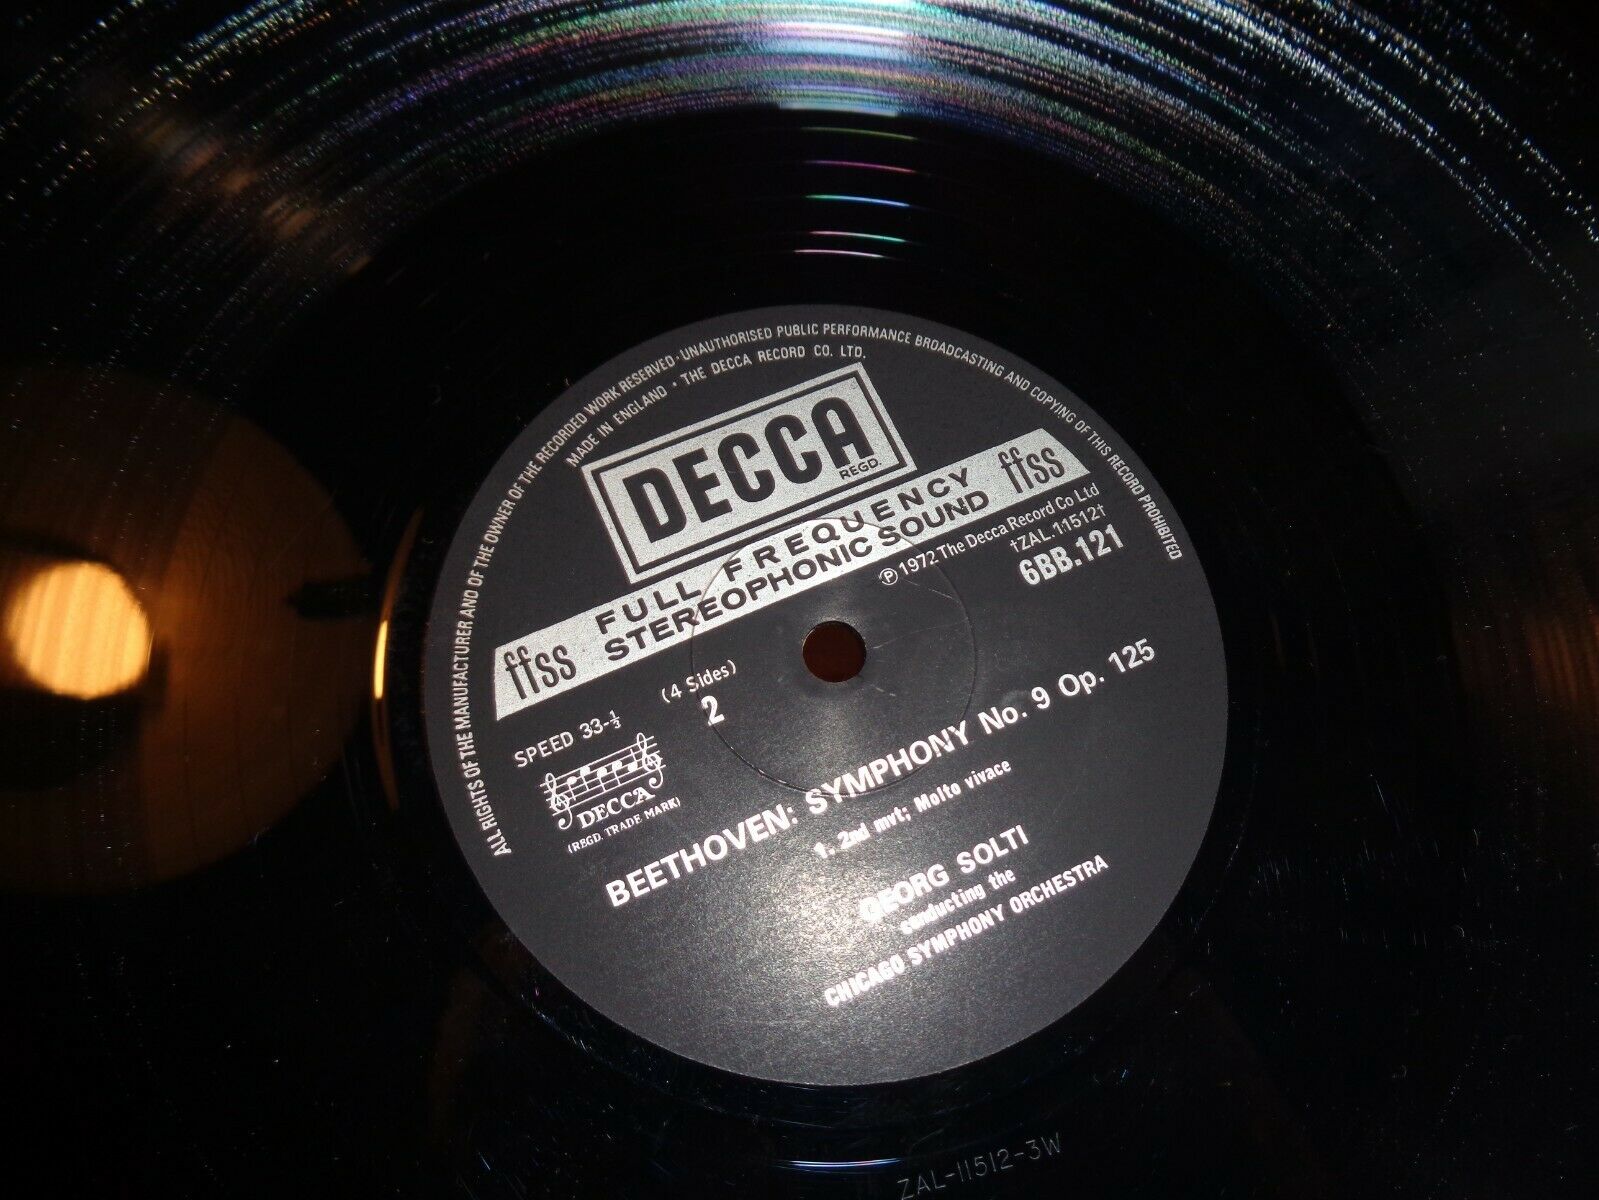 ALL RIGHTS OF THE MANUFACTURER AND OF THE OWNER OF THE RECORDED WORK RESERVED · UNAUTHORISED PUBLIC PERFORMANCE BROADCASTING AND COPYING OF THIS RECORD PROHIBITED
MADE IN ENGLAND · THE DECCA RECORD CO. LTD.
DECCA
REGD.
ffss FULL FREQUENCY ffss
STEREOPHONIC SOUND
Ⓟ 1972 The Decca Record Co Ltd
†ZAL.11512†
6BB.121
(4 Sides)
2
SPEED 33-⅓
DECCA
(REGD. TRADE MARK)
BEETHOVEN: SYMPHONY No. 9 Op. 125
1. 2nd mvt; Molto vivace
GEORG SOLTI
conducting the
CHICAGO SYMPHONY ORCHESTRA
ZAL-11512-3W